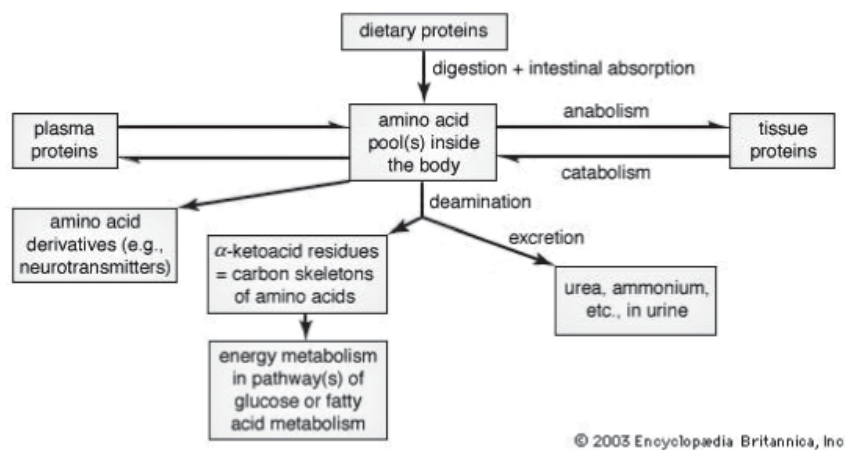 dietary proteins
digestion + intestinal absorption
plasma
proteins
amino acid
pool(s) inside
the body
anabolism
catabolism
tissue
proteins
deamination
amino acid
derivatives (e.g.,
neurotransmitters)
α-ketoacid residues
= carbon skeletons
of amino acids
excretion
urea, ammonium,
etc., in urine
energy metabolism
in pathway(s) of
glucose or fatty
acid metabolism
© 2003 Encyclopædia Britannica, Inc